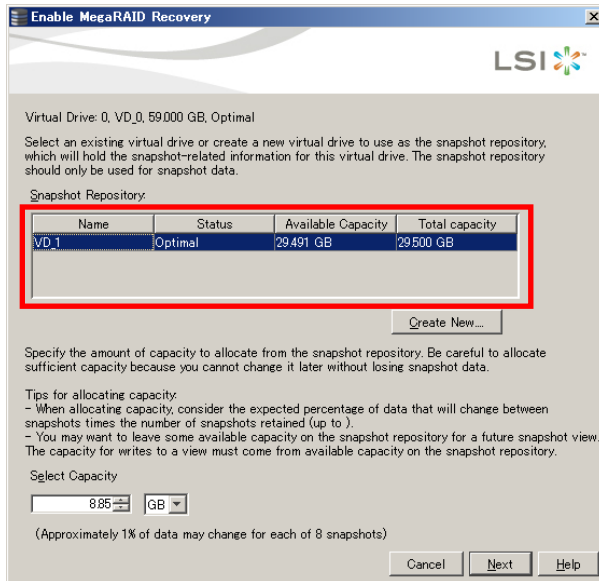 Enable MegaRAID Recovery
LSI
Virtual Drive: 0, VD_0, 59.000 GB, Optimal
Select an existing virtual drive or create a new virtual drive to use as the snapshot repository,
which will hold the snapshot-related information for this virtual drive. The snapshot repository
should only be used for snapshot data.
Snapshot Repository:
Name Status Available Capacity Total capacity
VD_1 Optimal 29.491 GB 29.500 GB
Create New...
Specify the amount of capacity to allocate from the snapshot repository. Be careful to allocate
sufficient capacity because you cannot change it later without losing snapshot data.
Tips for allocating capacity:
- When allocating capacity, consider the expected percentage of data that will change between
snapshots times the number of snapshots retained (up to ).
- You may want to leave some available capacity on the snapshot repository for a future snapshot view.
The capacity for writes to a view must come from available capacity on the snapshot repository.
Select Capacity
8.85 GB
(Approximately 1% of data may change for each of 8 snapshots)
Cancel Next Help